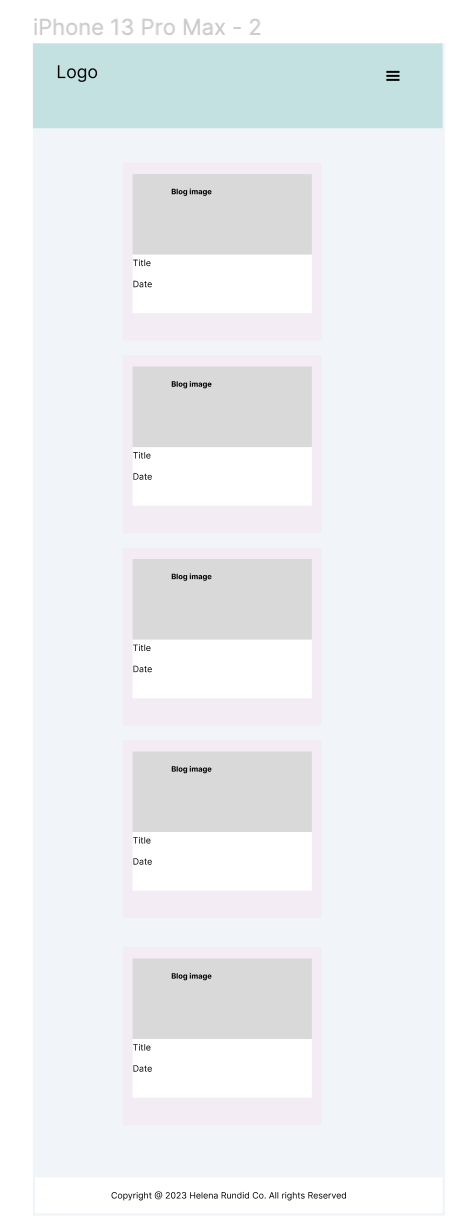 iPhone 13 Pro Max - 2
Logo
Blog image
Title
Date
Blog image
Title
Date
Blog image
Title
Date
Blog image
Title
Date
Blog image
Title
Date
Copyright @ 2023 Helena Rundid Co. All rights Reserved